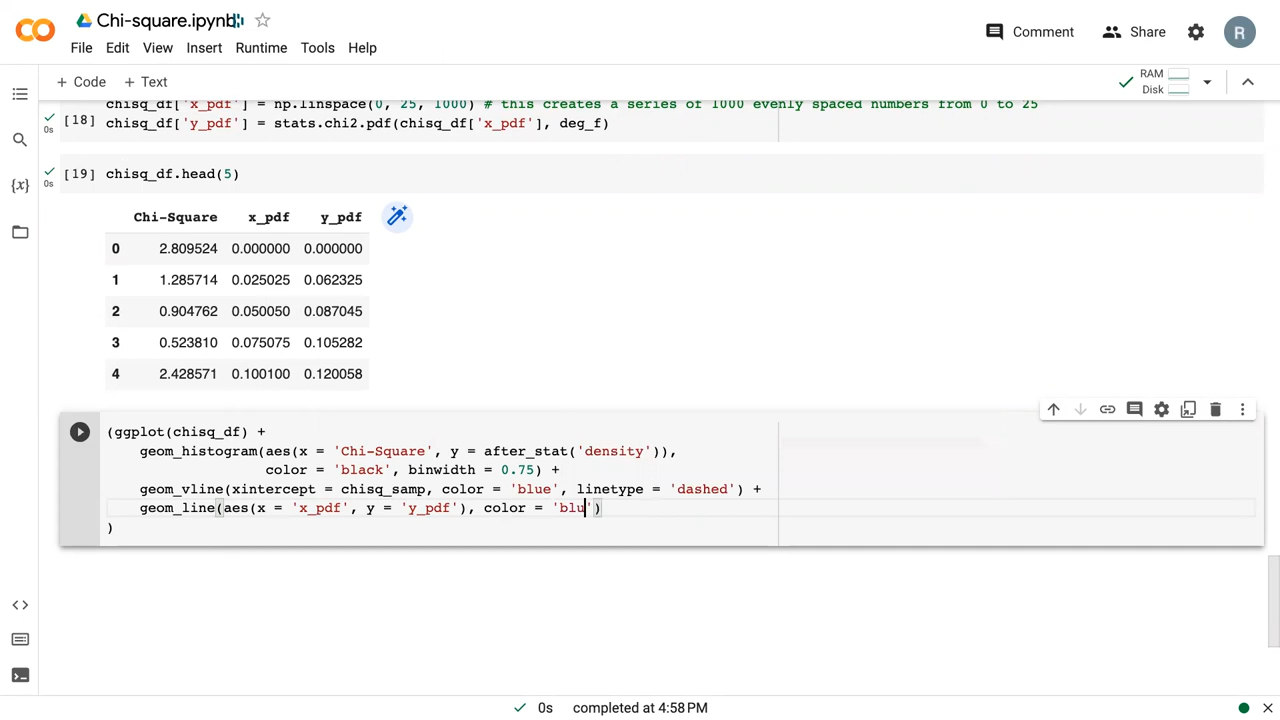 Chi-square.ipynb
File Edit View Insert Runtime Tools Help
Comment Share R
+ Code + Text
RAM
Disk
chisq_df['x_pdf'] = np.linspace(0, 25, 1000) # this creates a series of 1000 evenly spaced numbers from 0 to 25
[18] chisq_df['y_pdf'] = stats.chi2.pdf(chisq_df['x_pdf'], deg_f)
0s
[19] chisq_df.head(5)
0s
Chi-Square x_pdf y_pdf
0 2.809524 0.000000 0.000000
1 1.285714 0.025025 0.062325
2 0.904762 0.050050 0.087045
3 0.523810 0.075075 0.105282
4 2.428571 0.100100 0.120058
(ggplot(chisq_df) +
geom_histogram(aes(x = 'Chi-Square', y = after_stat('density')),
color = 'black', binwidth = 0.75) +
geom_vline(xintercept = chisq_samp, color = 'blue', linetype = 'dashed') +
geom_line(aes(x = 'x_pdf', y = 'y_pdf'), color = 'blu')
)
0s completed at 4:58 PM